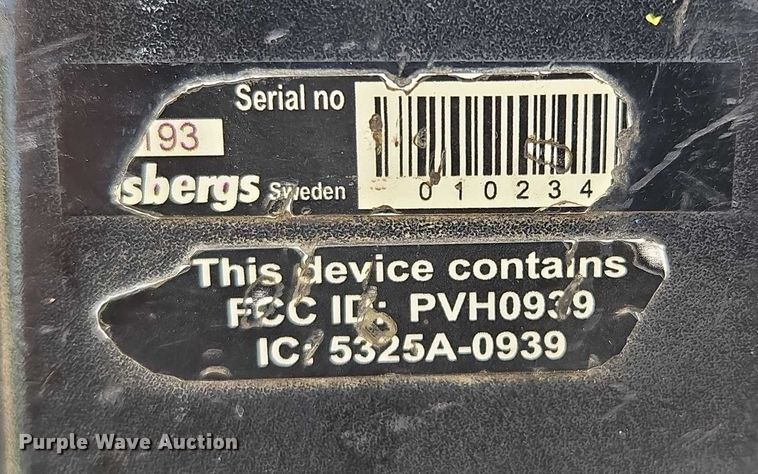 Serial no
193
sbergs Sweden
010234
This device contains
FCC ID: PVH0939
IC: 5325A-0939
Purple Wave Auction